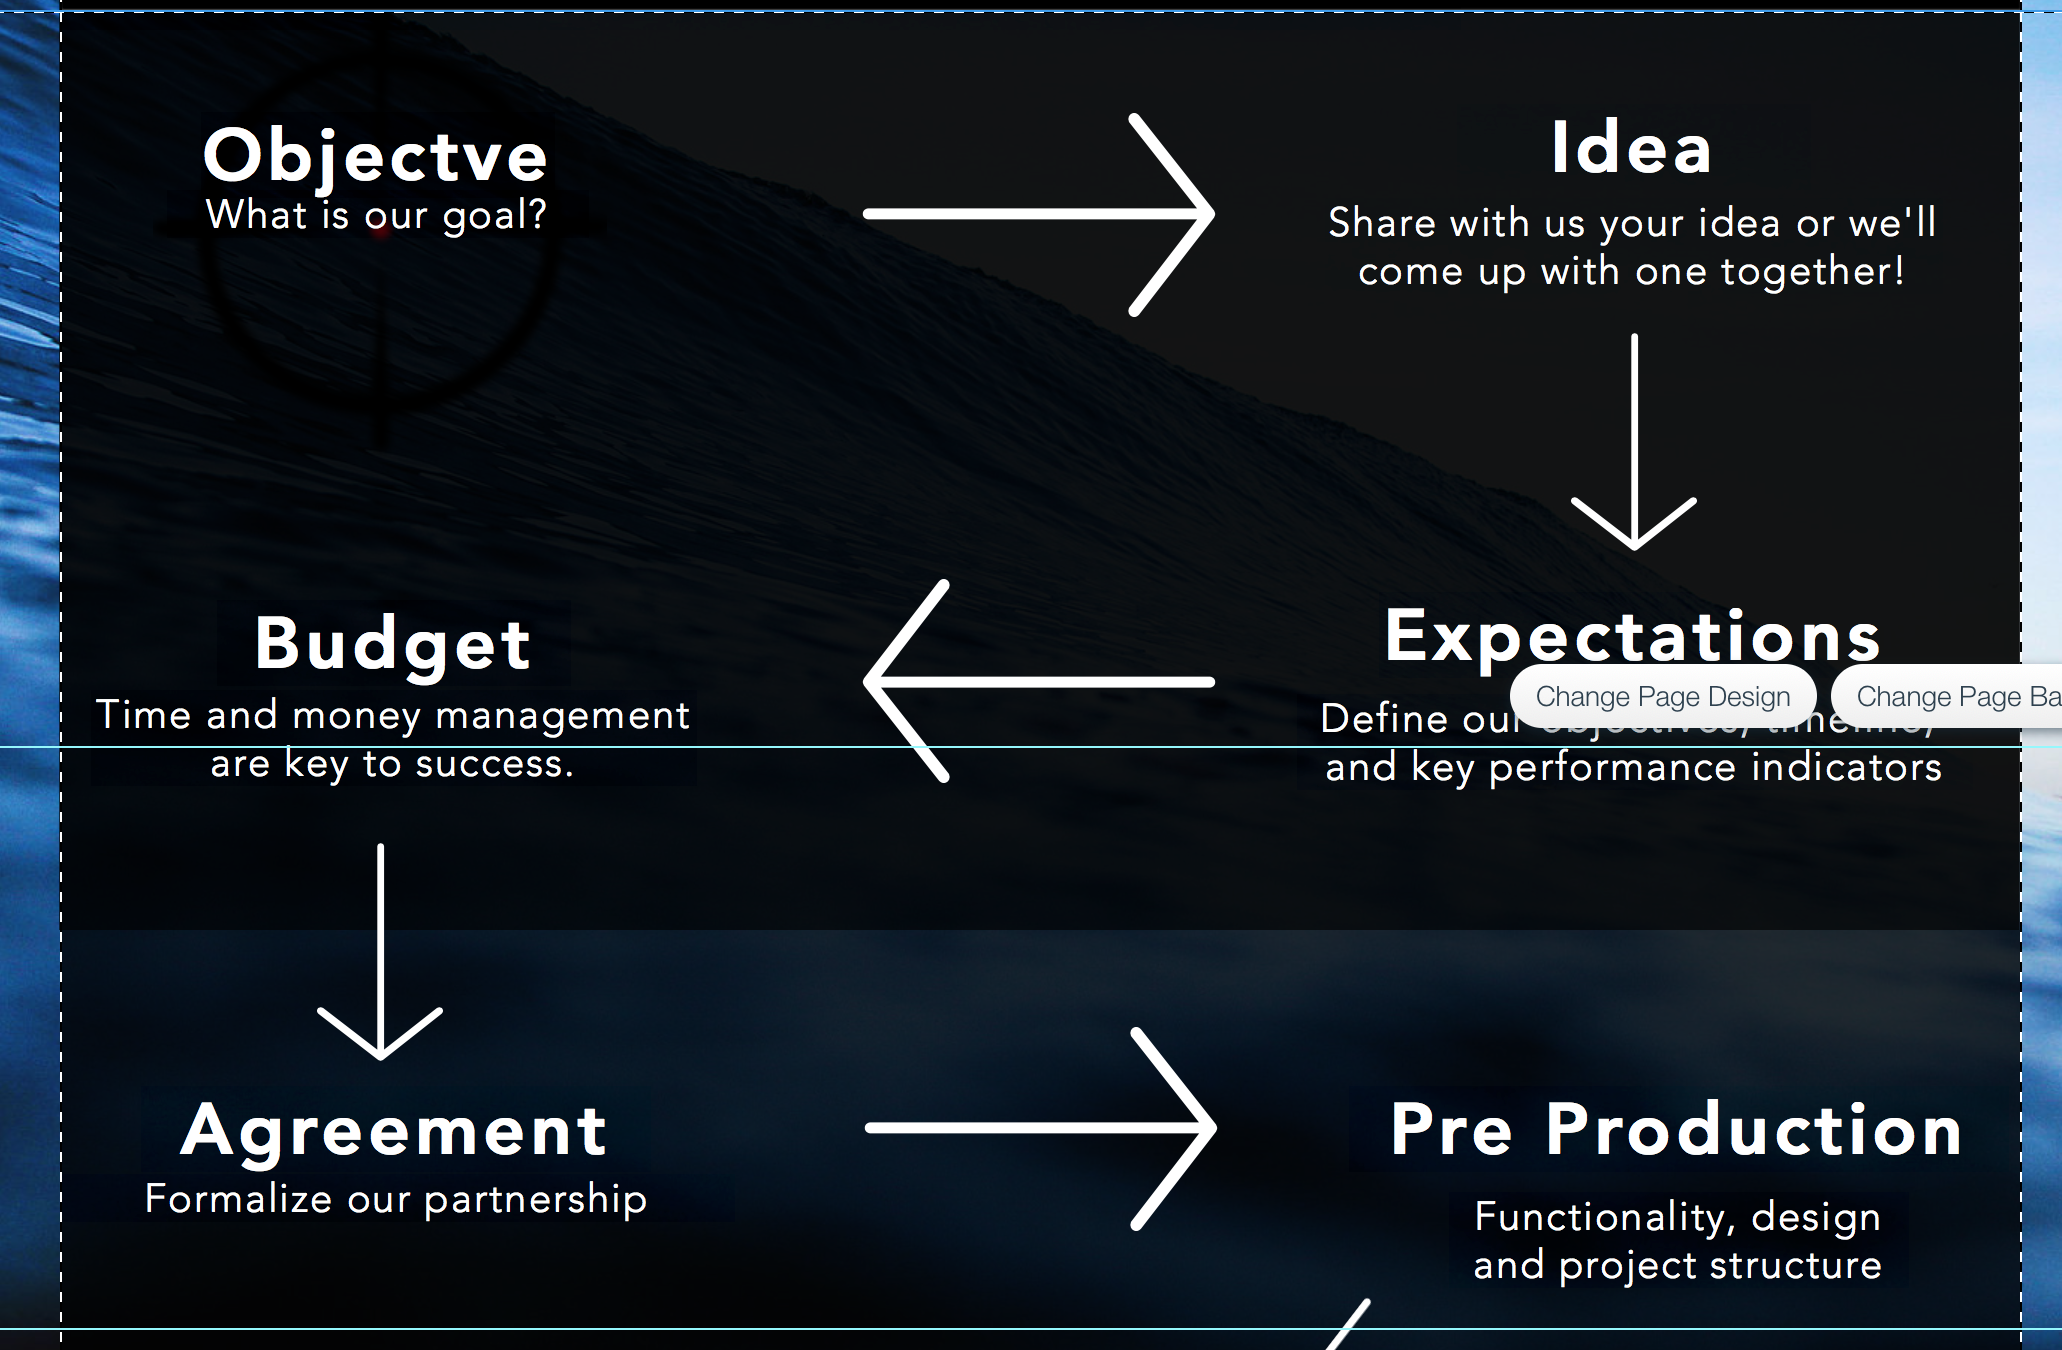 Objectve
What is our goal?
Idea
Share with us your idea or we'll
come up with one together!
Expectations
Change Page Design
Change Page Ba
Define our objectives, timeline,
and key performance indicators
Budget
Time and money management
are key to success.
Agreement
Formalize our partnership
Pre Production
Functionality, design
and project structure